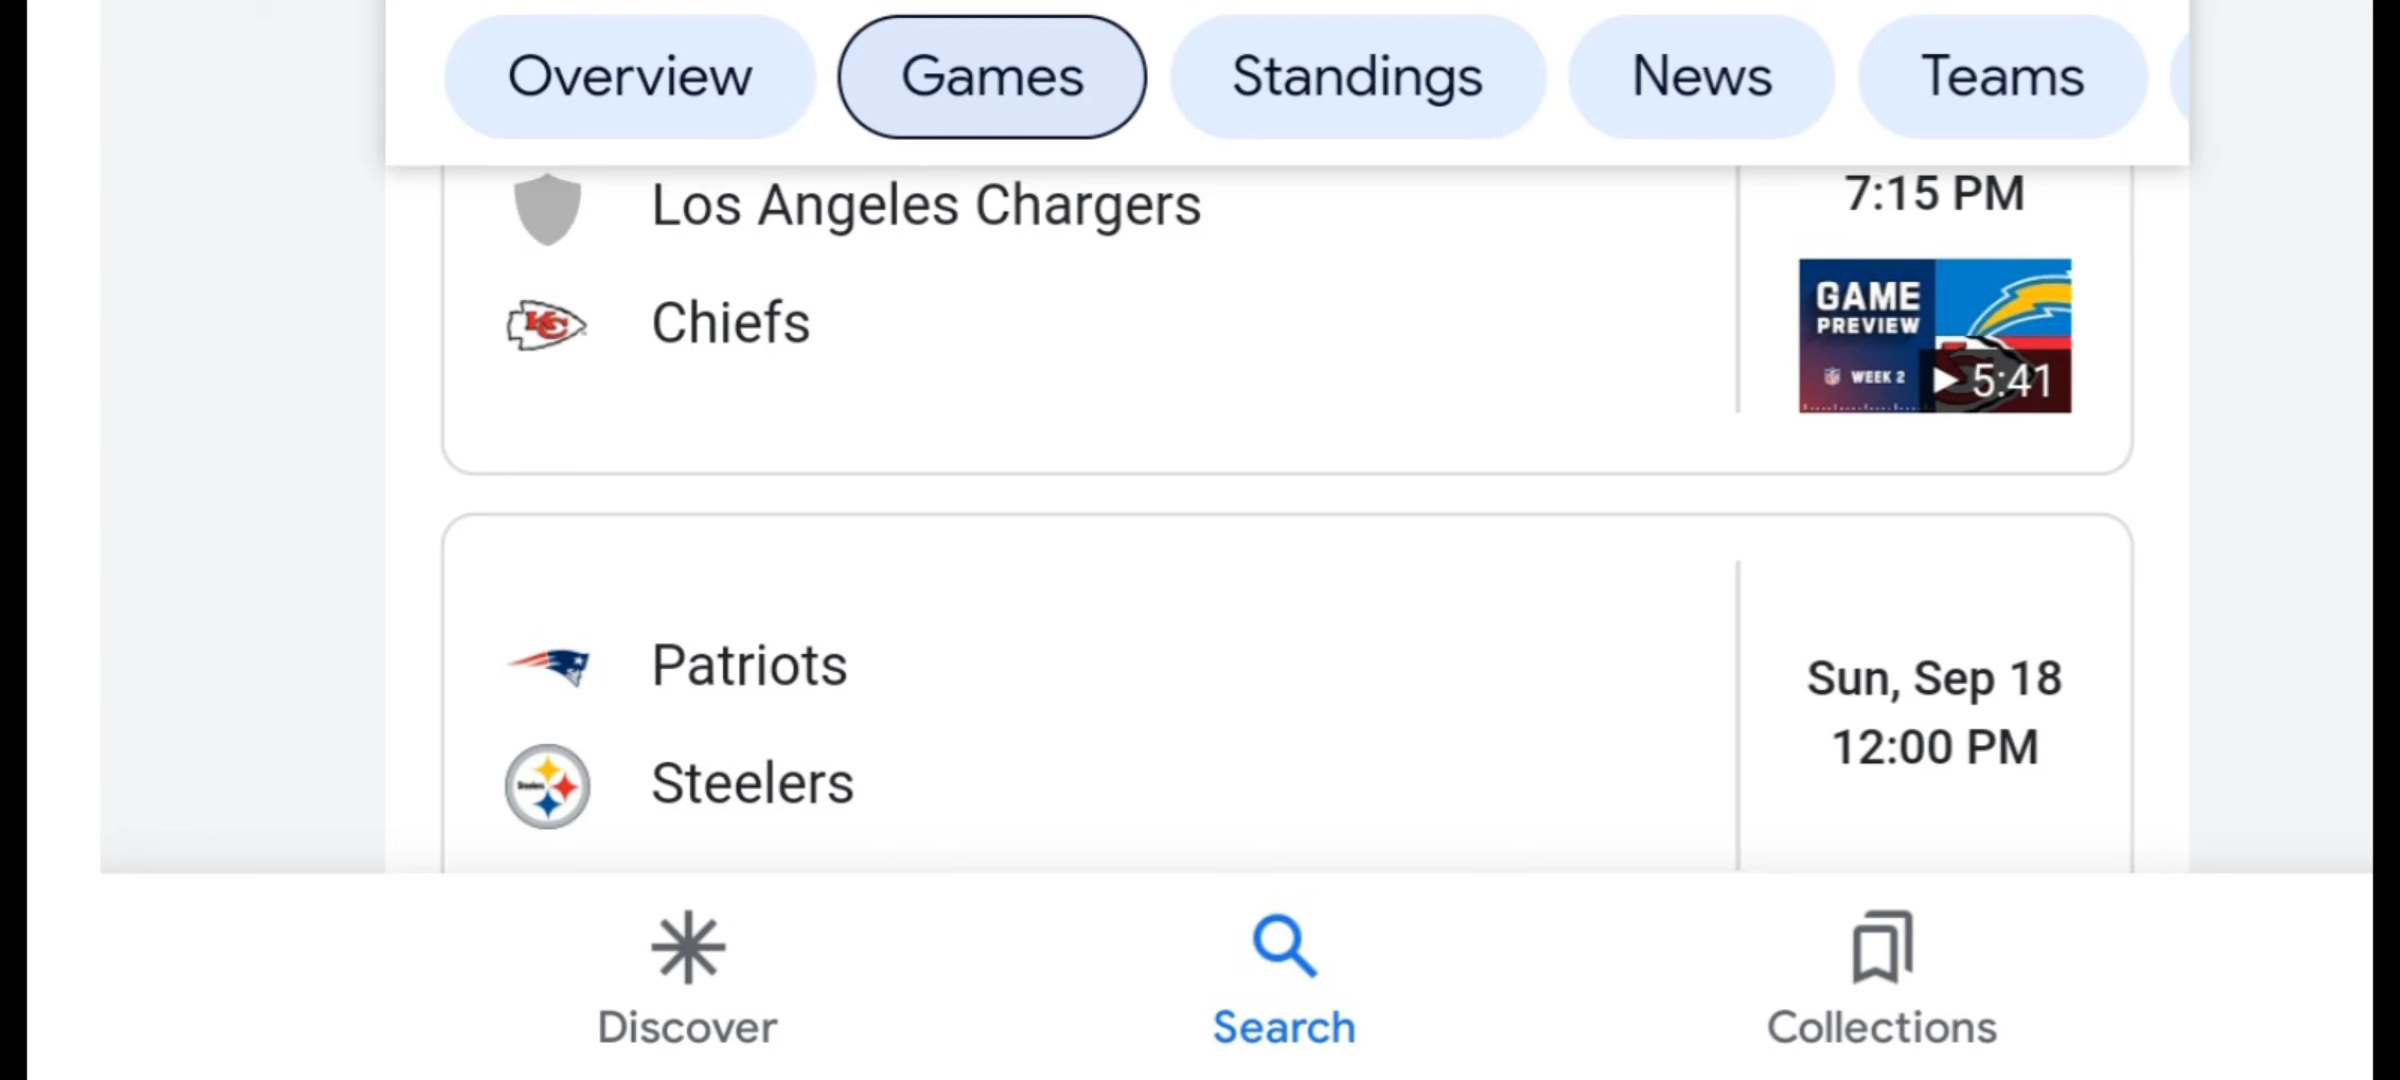 Overview Games Standings News Teams
Los Angeles Chargers
7:15 PM
Chiefs
GAME
PREVIEW
WEEK 2
5:41
Patriots
Sun, Sep 18
12:00 PM
Steelers
Steelers
Discover Search Collections